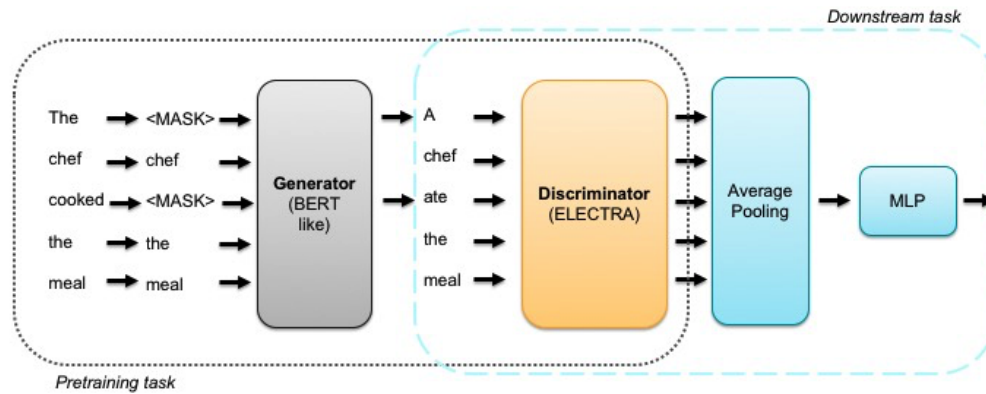 Downstream task
The <MASK> A
chef chef chef
cooked <MASK> ate
the the the
meal meal meal
Generator
(BERT
like)
Discriminator
(ELECTRA)
Average
Pooling
MLP
Pretraining task